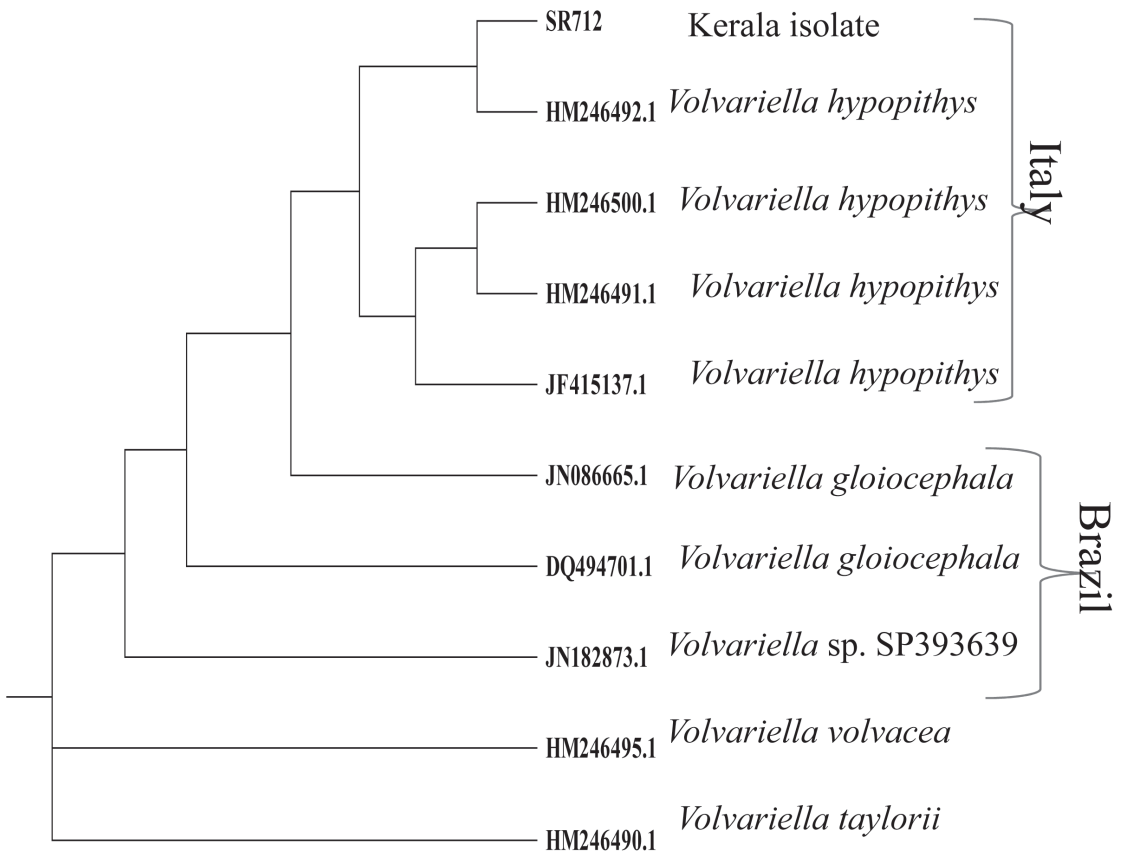 SR712 Kerala isolate
HM246492.1 Volvariella hypopithys
HM246500.1 Volvariella hypopithys
HM246491.1 Volvariella hypopithys
JF415137.1 Volvariella hypopithys
Italy
JN086665.1 Volvariella gloiocephala
DQ494701.1 Volvariella gloiocephala
JN182873.1 Volvariella sp. SP393639
Brazil
HM246495.1 Volvariella volvacea
HM246490.1 Volvariella taylorii